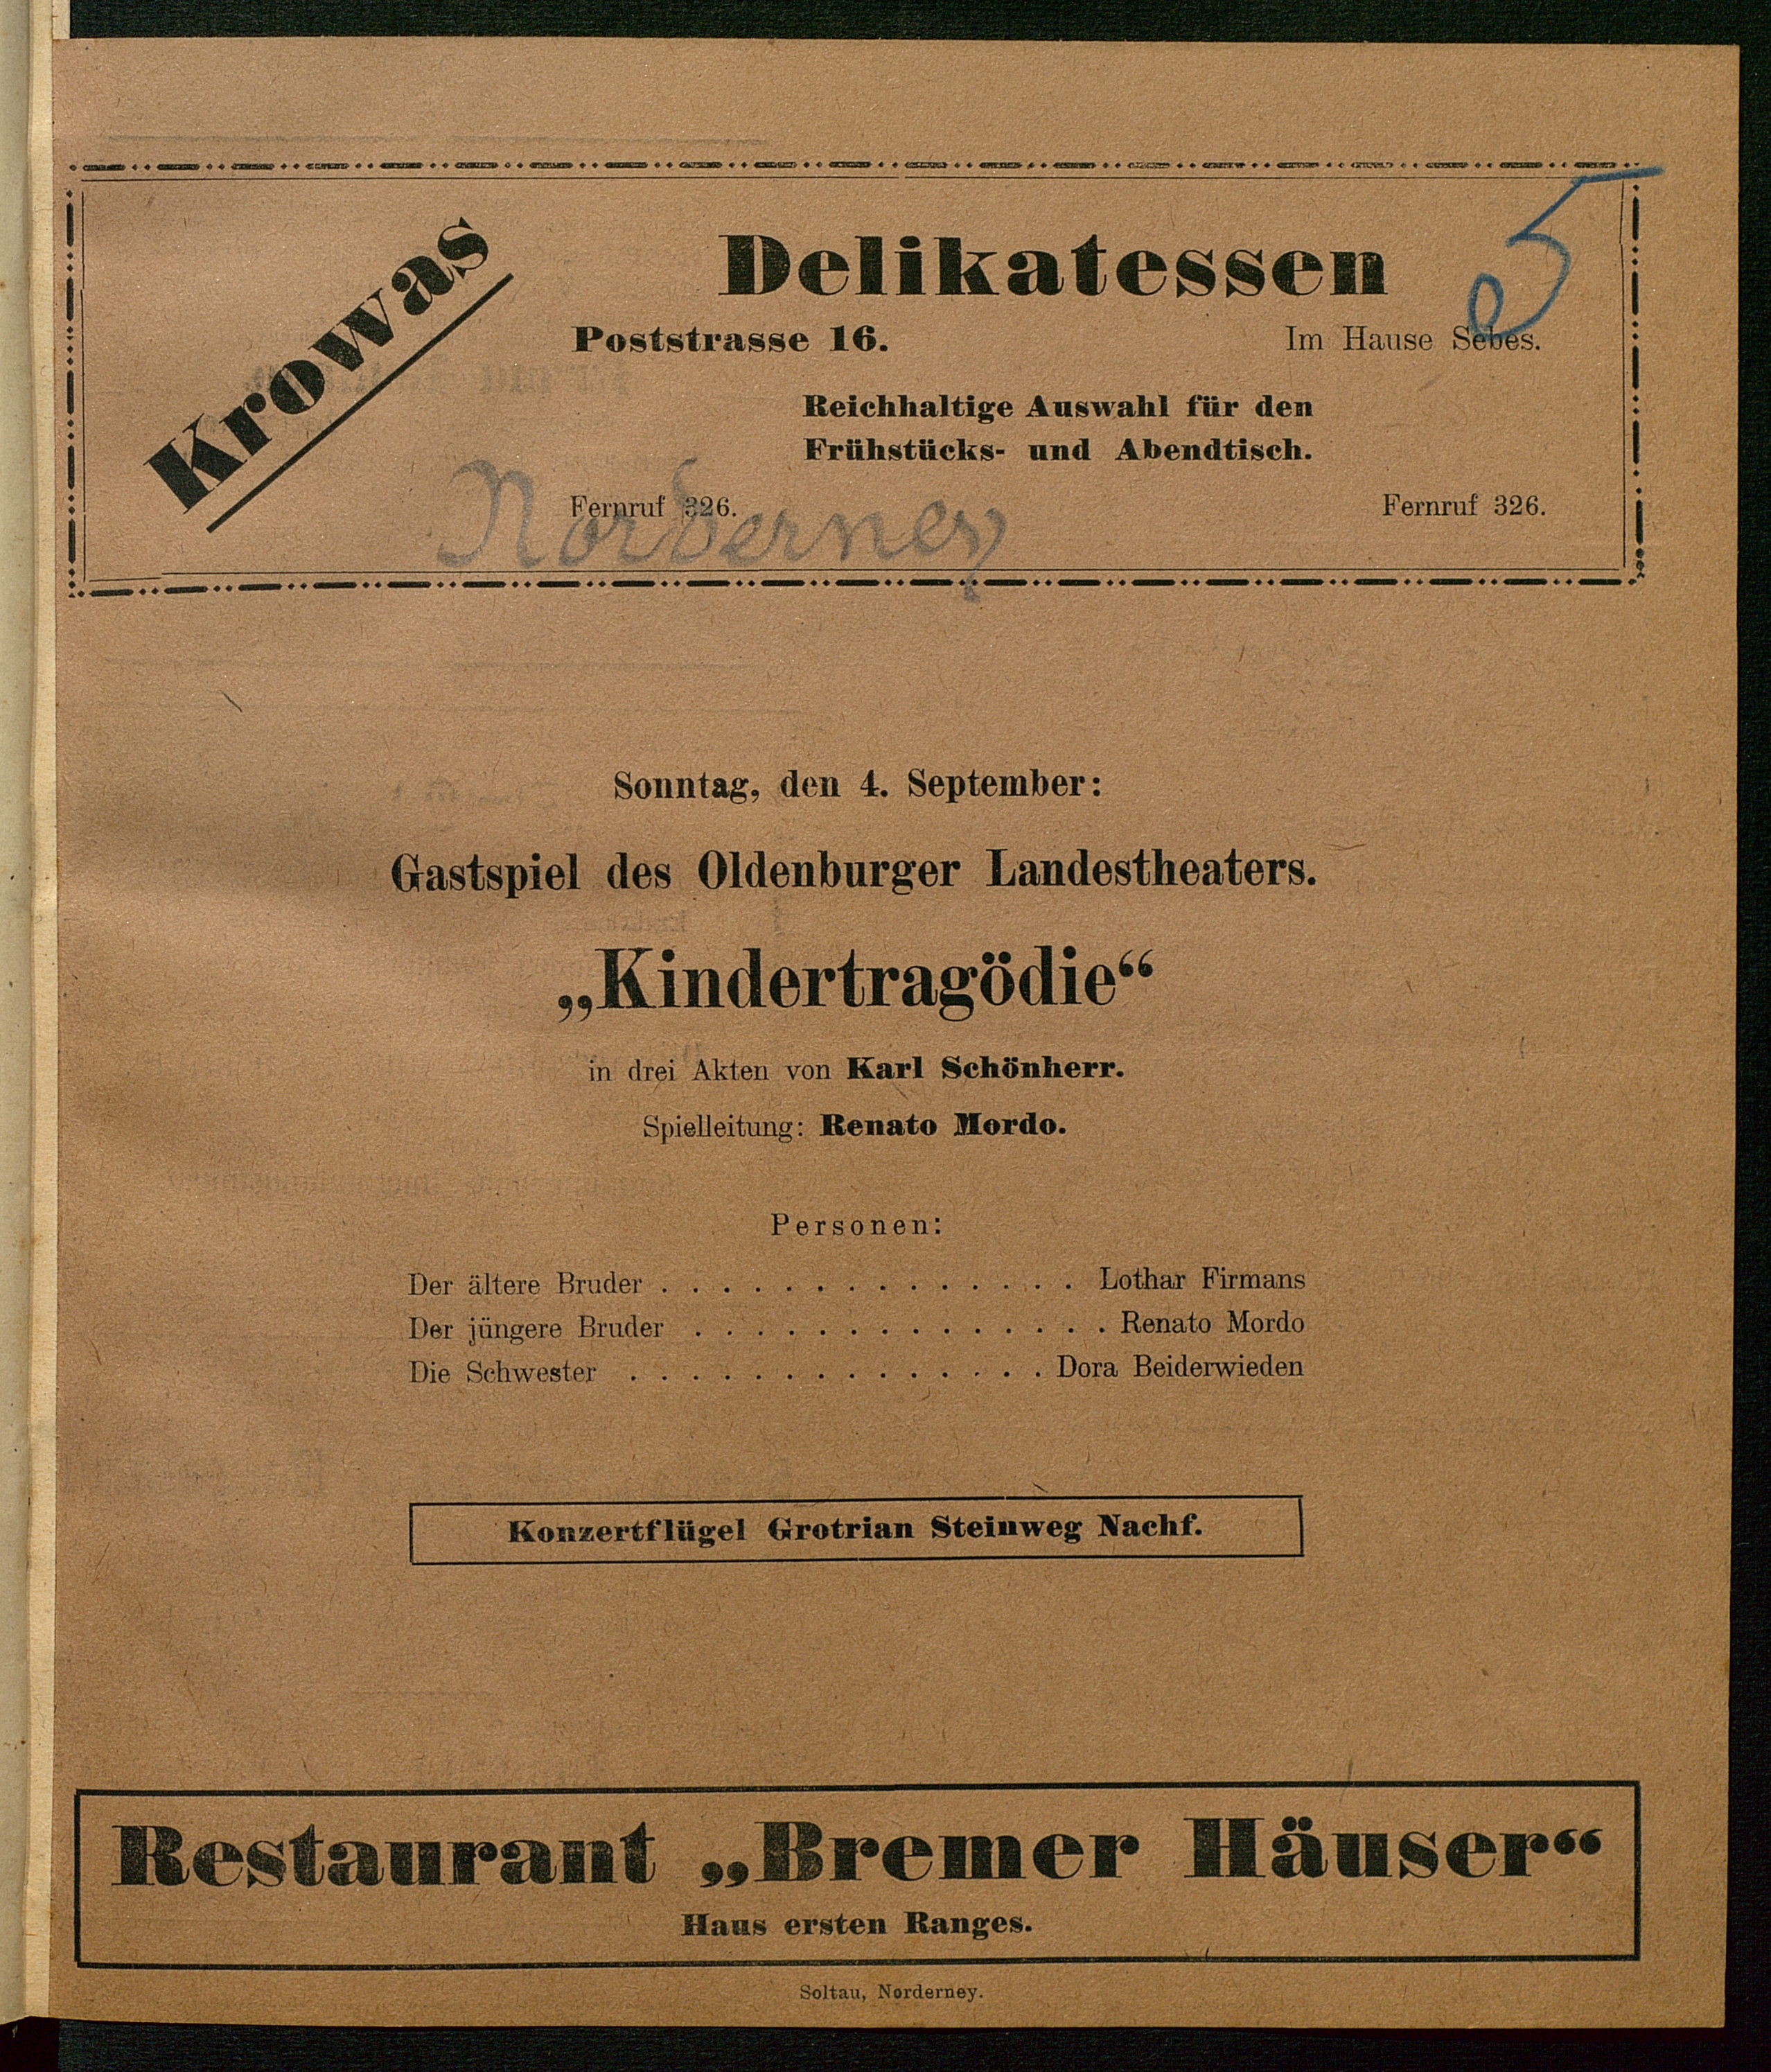 Krowas
Delikatessen
5
Poststrasse 16. Im Hause Sebes.
Reichhaltige Auswahl für den
Frühstücks- und Abendtisch.
Fernruf 326. Fernruf 326.
Norderney
Sonntag, den 4. September:
Gastspiel des Oldenburger Landestheaters.
„Kindertragödie“
in drei Akten von Karl Schönherr.
Spielleitung: Renato Mordo.
Personen:
Der ältere Bruder . . . . . . . . . . . . . . Lothar Firmans
Der jüngere Bruder . . . . . . . . . . . . . . Renato Mordo
Die Schwester . . . . . . . . . . . . . . Dora Beiderwieden
Konzertflügel Grotrian Steinweg Nachf.
Restaurant „Bremer Häuser“
Haus ersten Ranges.
Soltau, Norderney.